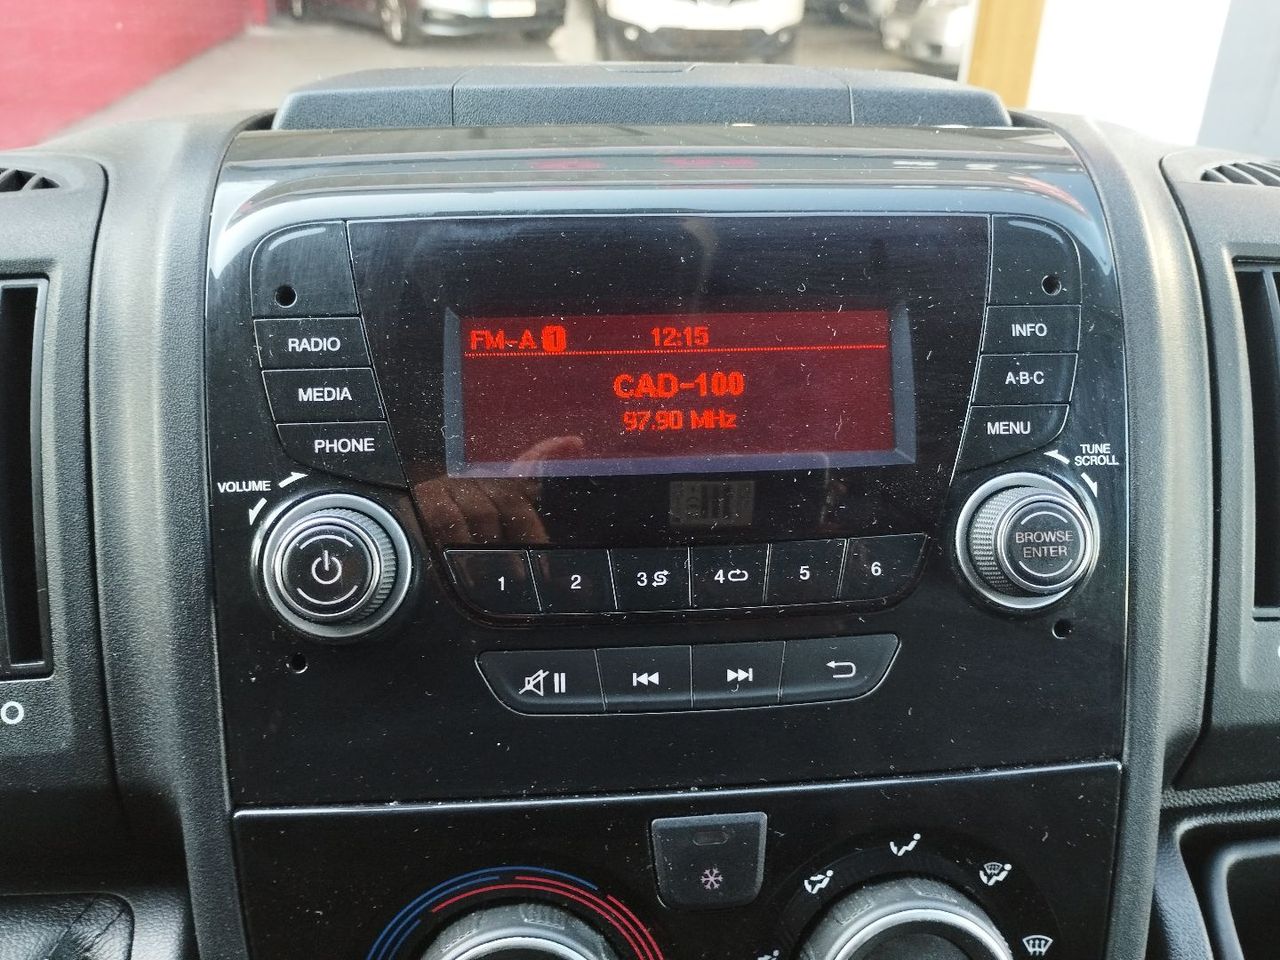 FM-A 1 12:15
CAD-100
97.90 MHz
RADIO
MEDIA
PHONE
VOLUME
INFO
A·B·C
MENU
TUNE
SCROLL
BROWSE
ENTER
1 2 3 4 5 6